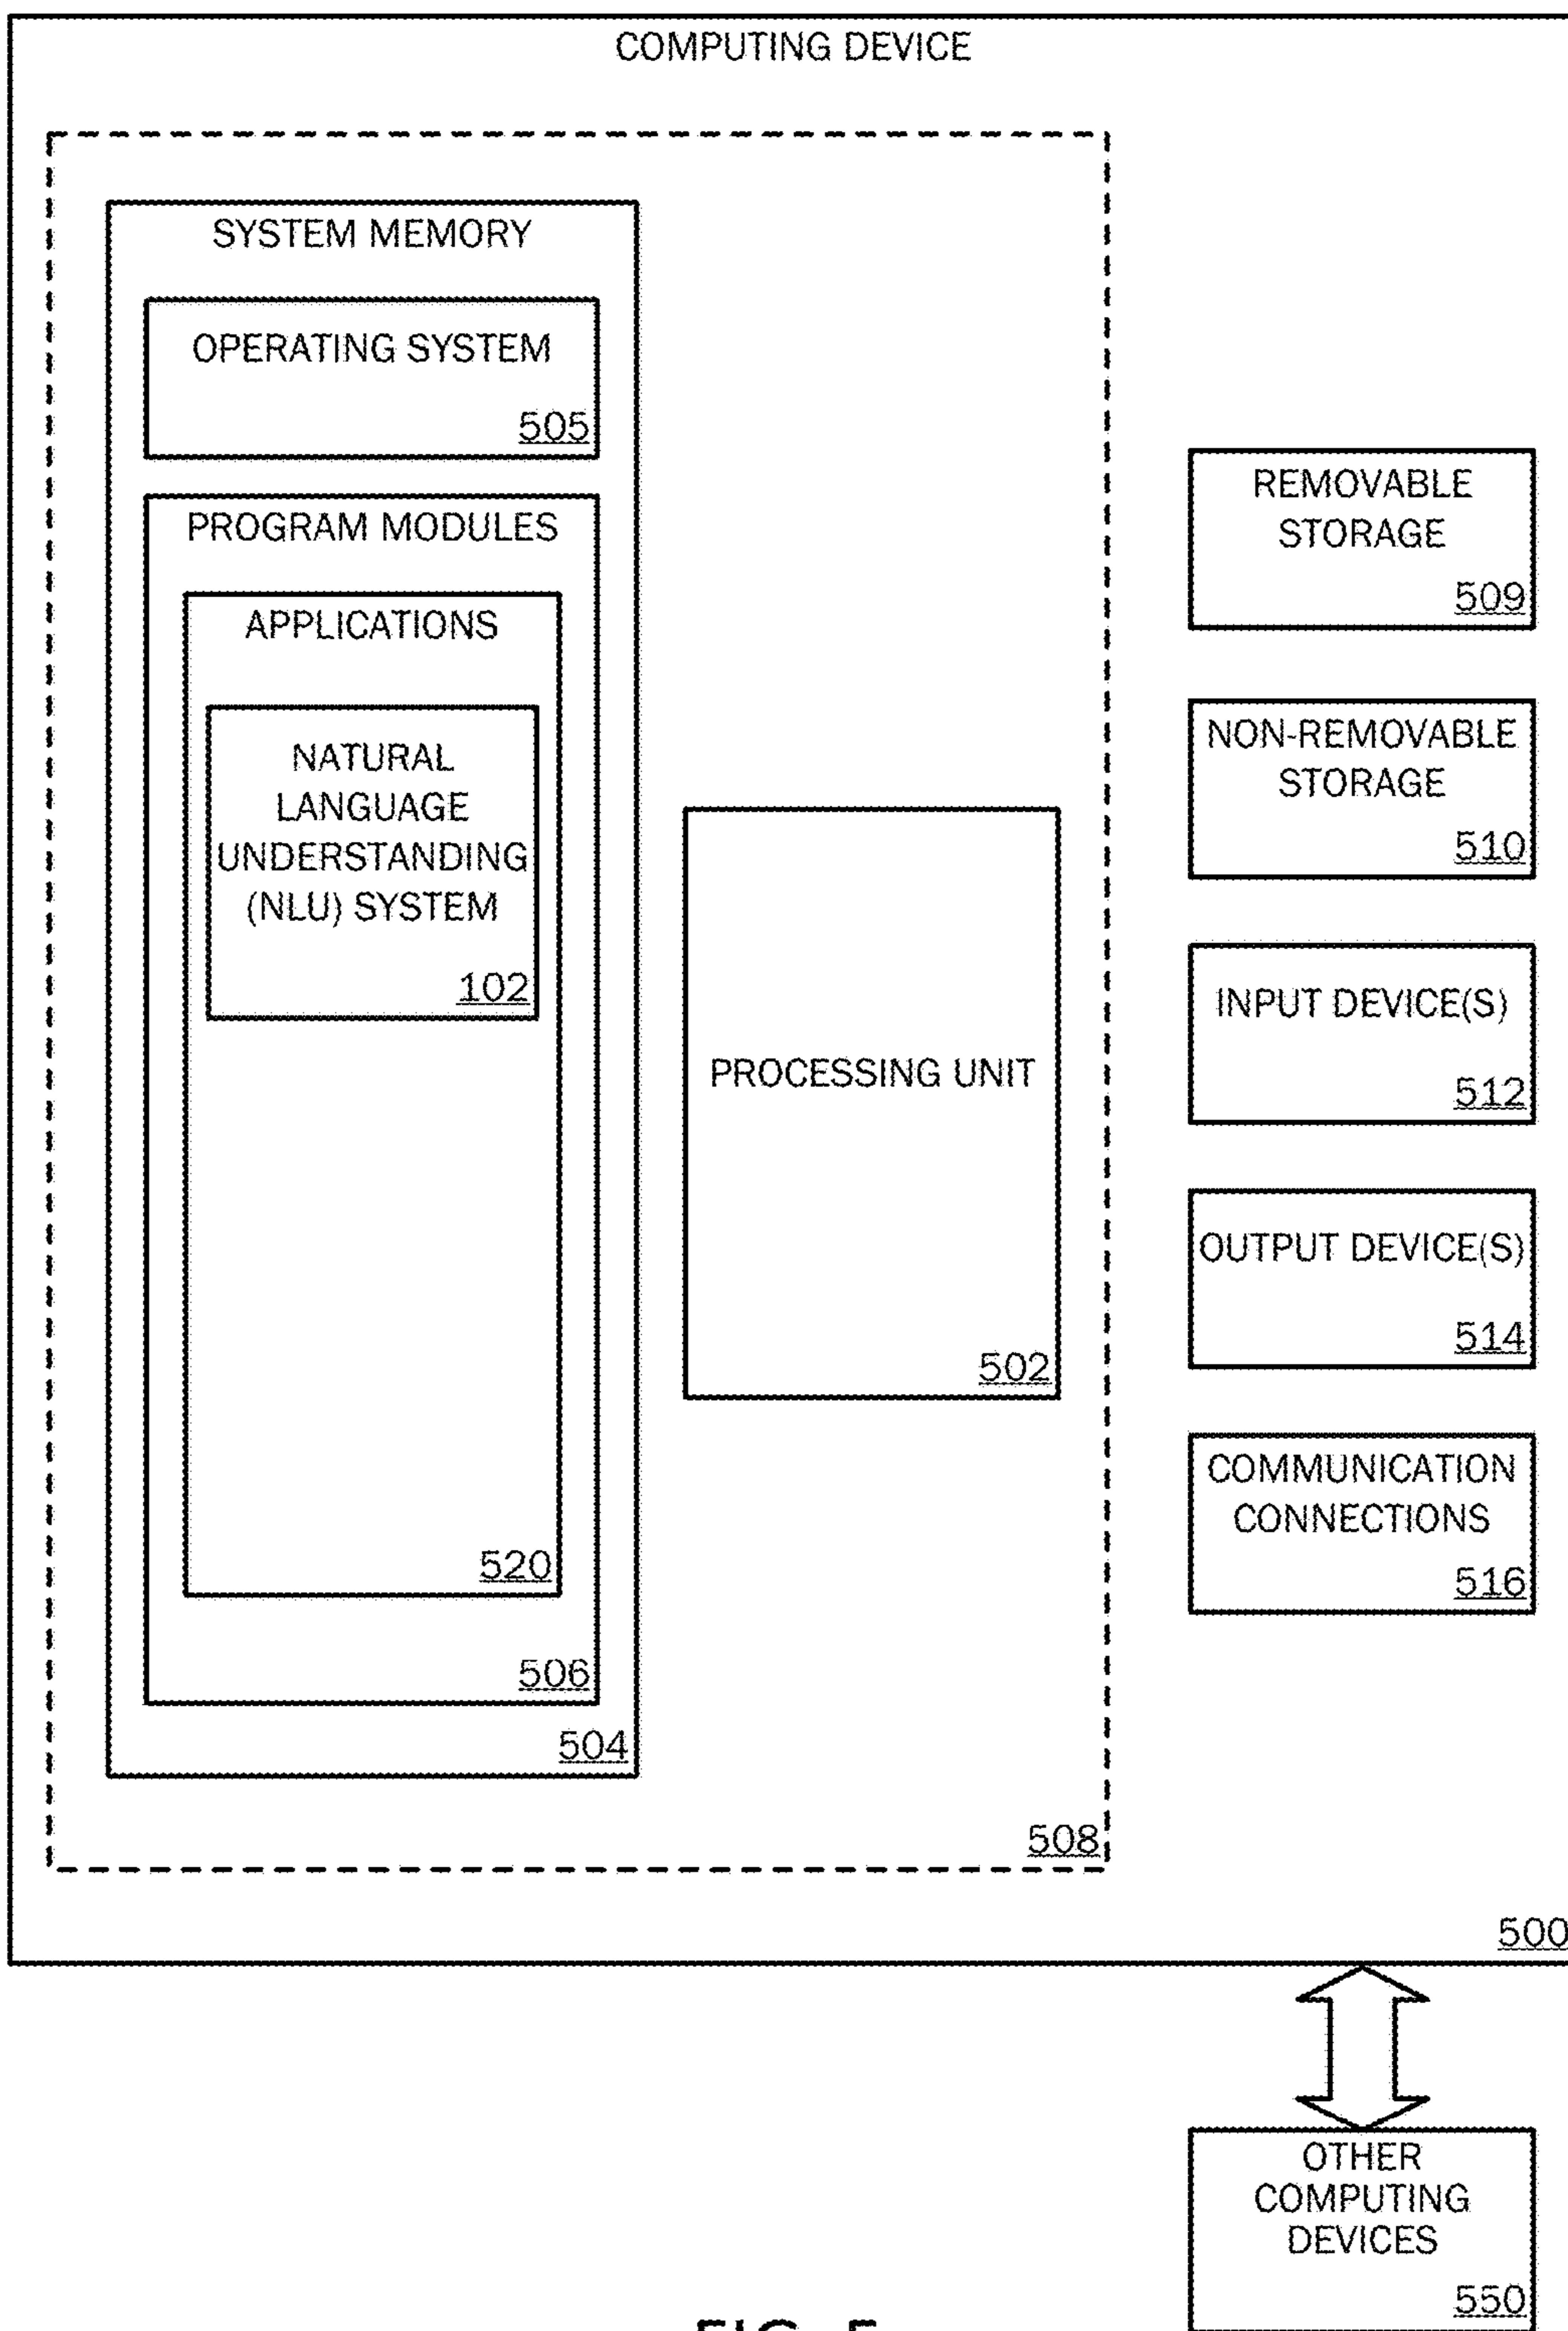 COMPUTING DEVICE
SYSTEM MEMORY
OPERATING SYSTEM
505
PROGRAM MODULES
APPLICATIONS
NATURAL
LANGUAGE
UNDERSTANDING
(NLU) SYSTEM
102
520
506
504
PROCESSING UNIT
502
508
REMOVABLE
STORAGE
509
NON-REMOVABLE
STORAGE
510
INPUT DEVICE(S)
512
OUTPUT DEVICE(S)
514
COMMUNICATION
CONNECTIONS
516
500
OTHER
COMPUTING
DEVICES
550